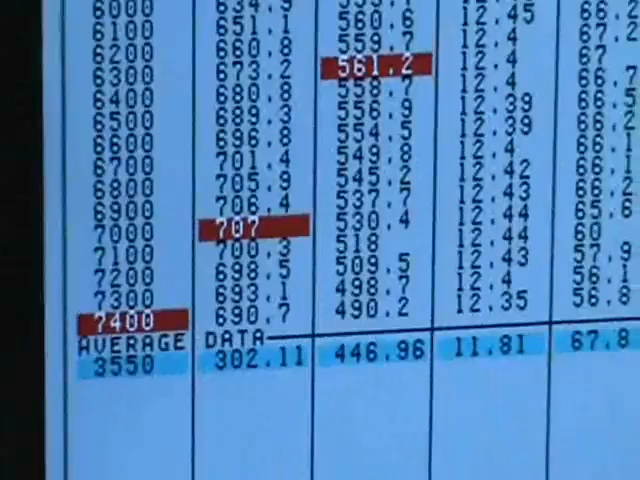 6000 634.9
6100 651.1 560.6 12.45 66.2
6200 660.8 559.7 12.4 67.2
6300 673.2 561.2 12.4 67
6400 680.8 558.7 12.4 66.7
6500 689.3 556.9 12.39 66.5
6600 696.8 554.5 12.39 66.2
6700 701.4 549.8 12.4 66.1
6800 705.9 545.2 12.42 66.1
6900 706.4 537.7 12.43 66.2
7000 707 530.4 12.44 65.6
7100 700.3 518 12.44 60
7200 698.5 509.5 12.43 57.9
7300 693.1 498.7 12.4 56.1
7400 690.7 490.2 12.35 56.8
AVERAGE DATA
3550 302.11 446.96 11.81 67.8